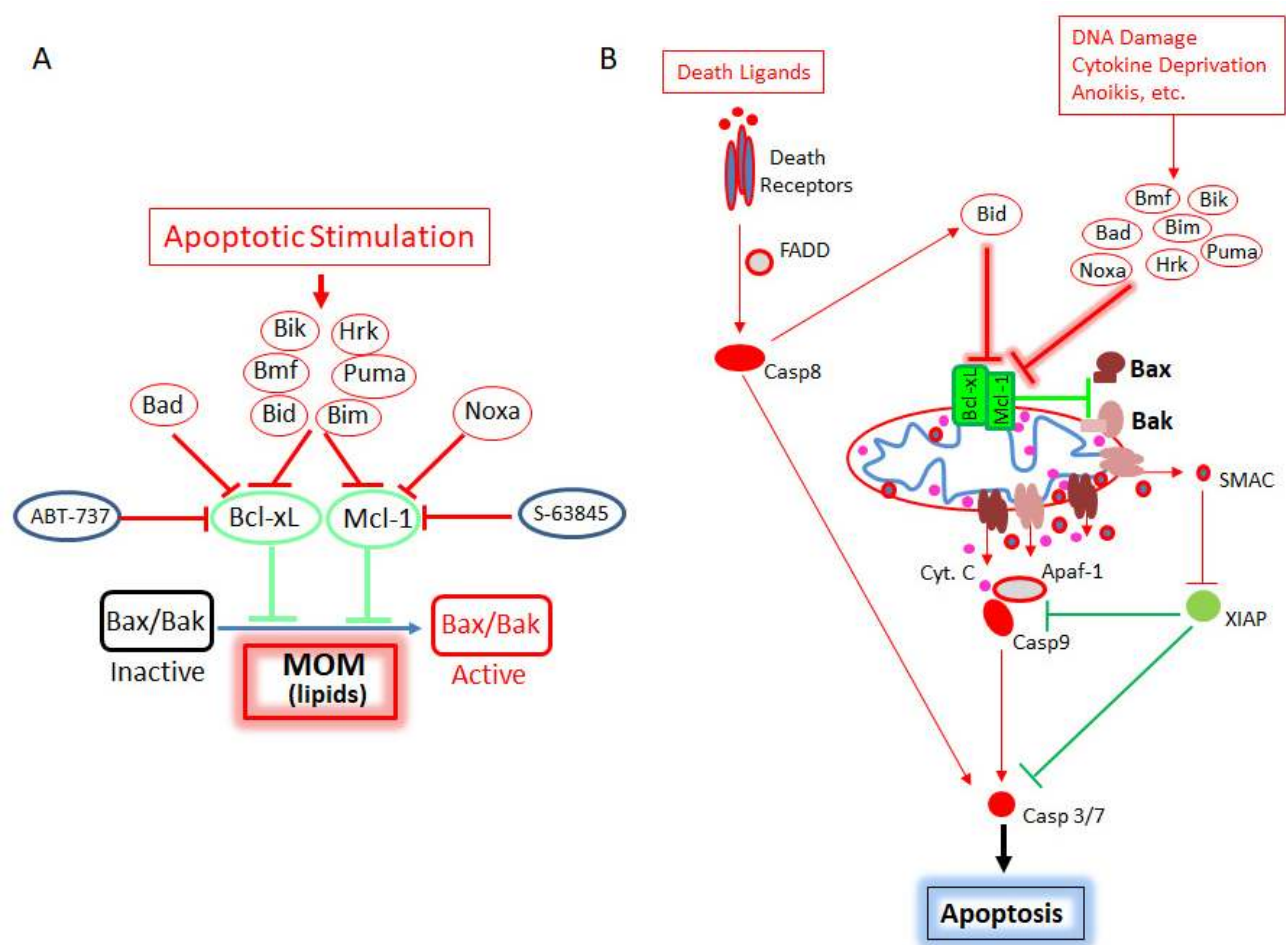 A
Apoptotic Stimulation
Bik
Hrk
Bmf
Puma
Bad
Bid
Bim
Noxa
ABT-737
Bcl-xL
Mcl-1
S-63845
Bax/Bak
Bax/Bak
Inactive
MOM
(lipids)
Active
B
Death Ligands
DNA Damage
Cytokine Deprivation
Anoikis, etc.
Death
Receptors
Bid
Bmf
Bik
Bad
Bim
Puma
Noxa
Hrk
FADD
Casp8
Bcl-xL
Mcl-1
Bax
Bak
SMAC
Cyt. C
Apaf-1
XIAP
Casp9
Casp 3/7
Apoptosis